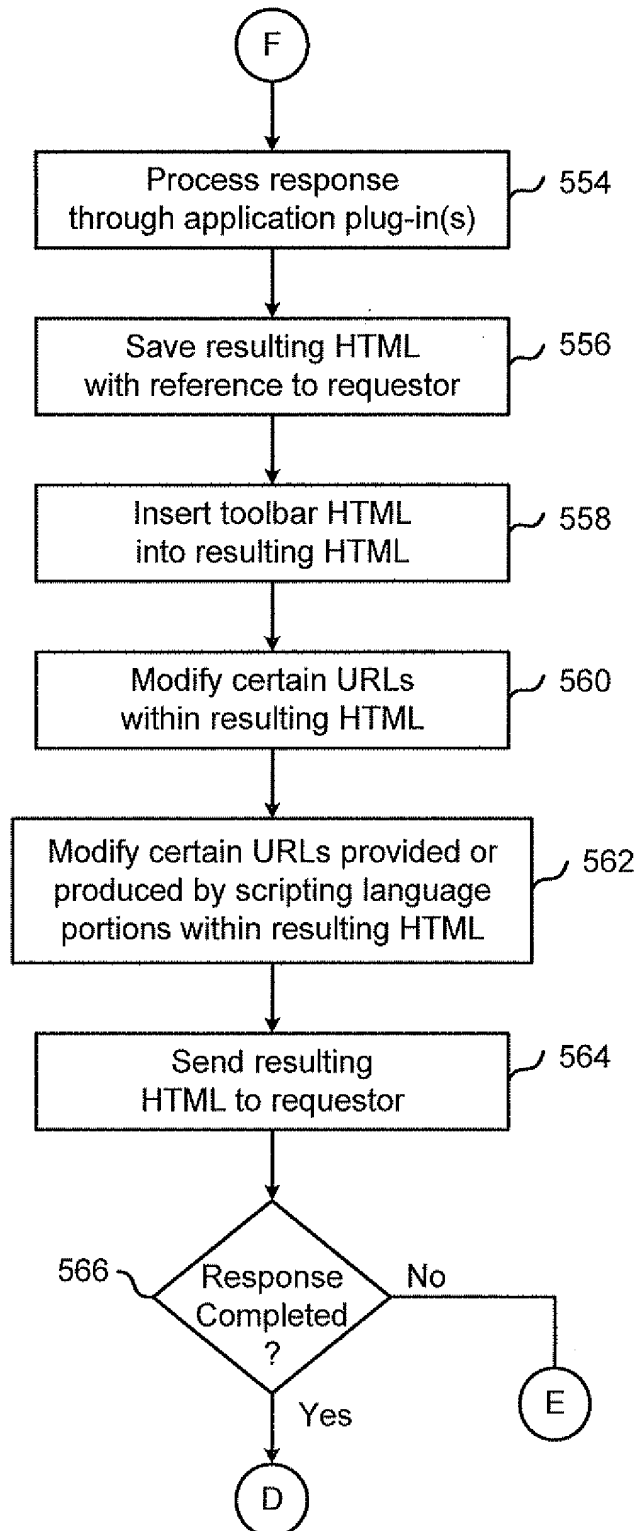 F
Process response
through application plug-in(s)
554
Save resulting HTML
with reference to requestor
556
Insert toolbar HTML
into resulting HTML
558
Modify certain URLs
within resulting HTML
560
Modify certain URLs provided or
produced by scripting language
portions within resulting HTML
562
Send resulting
HTML to requestor
564
566
Response
Completed
?
No
Yes
E
D